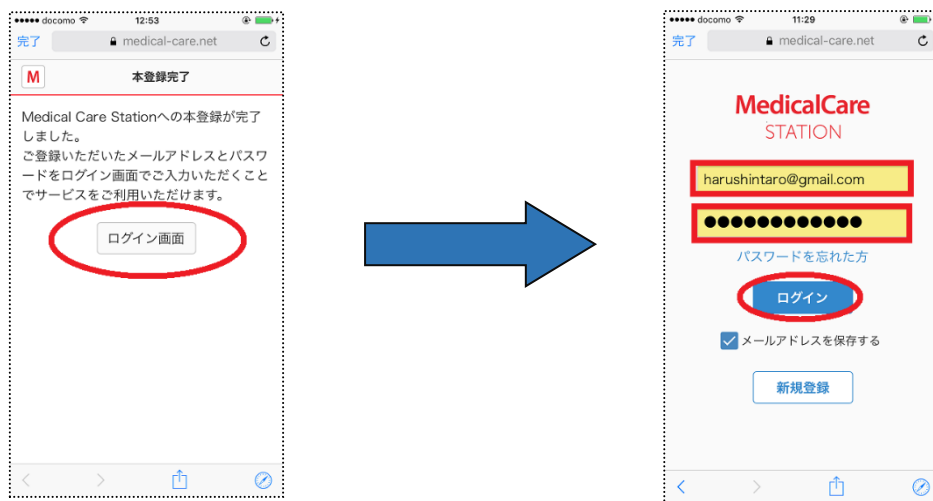 docomo 12:53
完了 medical-care.net
M 本登録完了
Medical Care Stationへの本登録が完了
しました。
ご登録いただいたメールアドレスとパスワ
ードをログイン画面でご入力いただくこと
でサービスをご利用いただけます。
ログイン画面
docomo 11:29
完了 medical-care.net
MedicalCare
STATION
harushintaro@gmail.com
●●●●●●●●●●●●
パスワードを忘れた方
ログイン
メールアドレスを保存する
新規登録